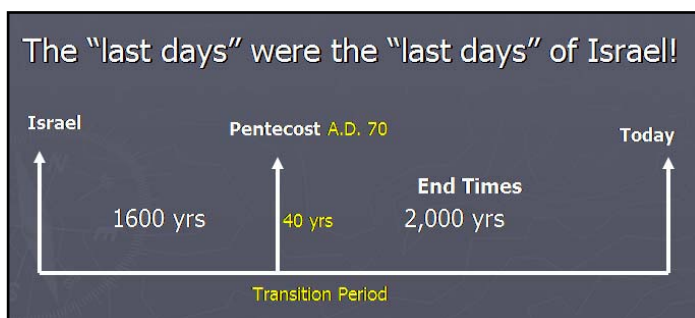 The “last days” were the “last days” of Israel!
Israel
Pentecost A.D. 70
Today
End Times
1600 yrs
40 yrs
2,000 yrs
Transition Period